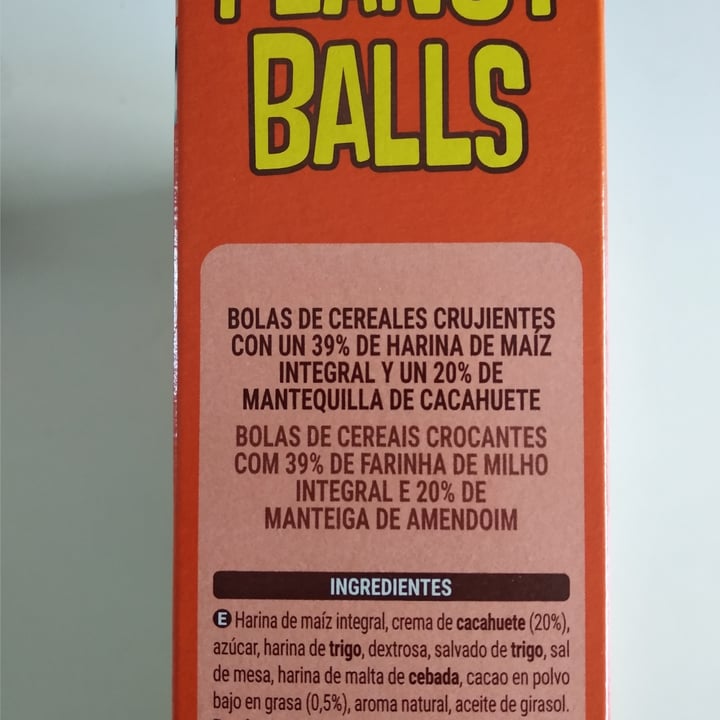 PEANUT
BALLS
BOLAS DE CEREALES CRUJIENTES
CON UN 39% DE HARINA DE MAÍZ
INTEGRAL Y UN 20% DE
MANTEQUILLA DE CACAHUETE
BOLAS DE CEREAIS CROCANTES
COM 39% DE FARINHA DE MILHO
INTEGRAL E 20% DE
MANTEIGA DE AMENDOIM
INGREDIENTES
E Harina de maíz integral, crema de cacahuete (20%),
azúcar, harina de trigo, dextrosa, salvado de trigo, sal
de mesa, harina de malta de cebada, cacao en polvo
bajo en grasa (0,5%), aroma natural, aceite de girasol.